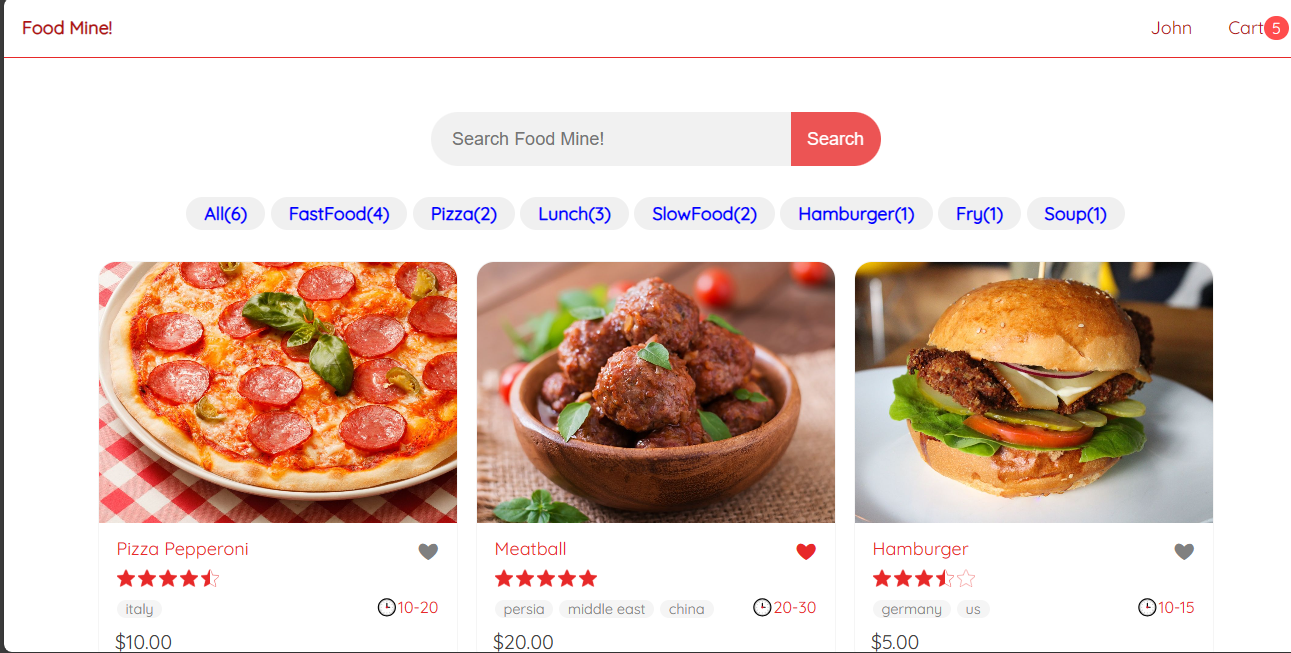 Food Mine!
John Cart 5
Search Food Mine! Search
All(6) FastFood(4) Pizza(2) Lunch(3) SlowFood(2) Hamburger(1) Fry(1) Soup(1)
Pizza Pepperoni
italy
10-20
$10.00
Meatball
persia middle east china
20-30
$20.00
Hamburger
germany us
10-15
$5.00